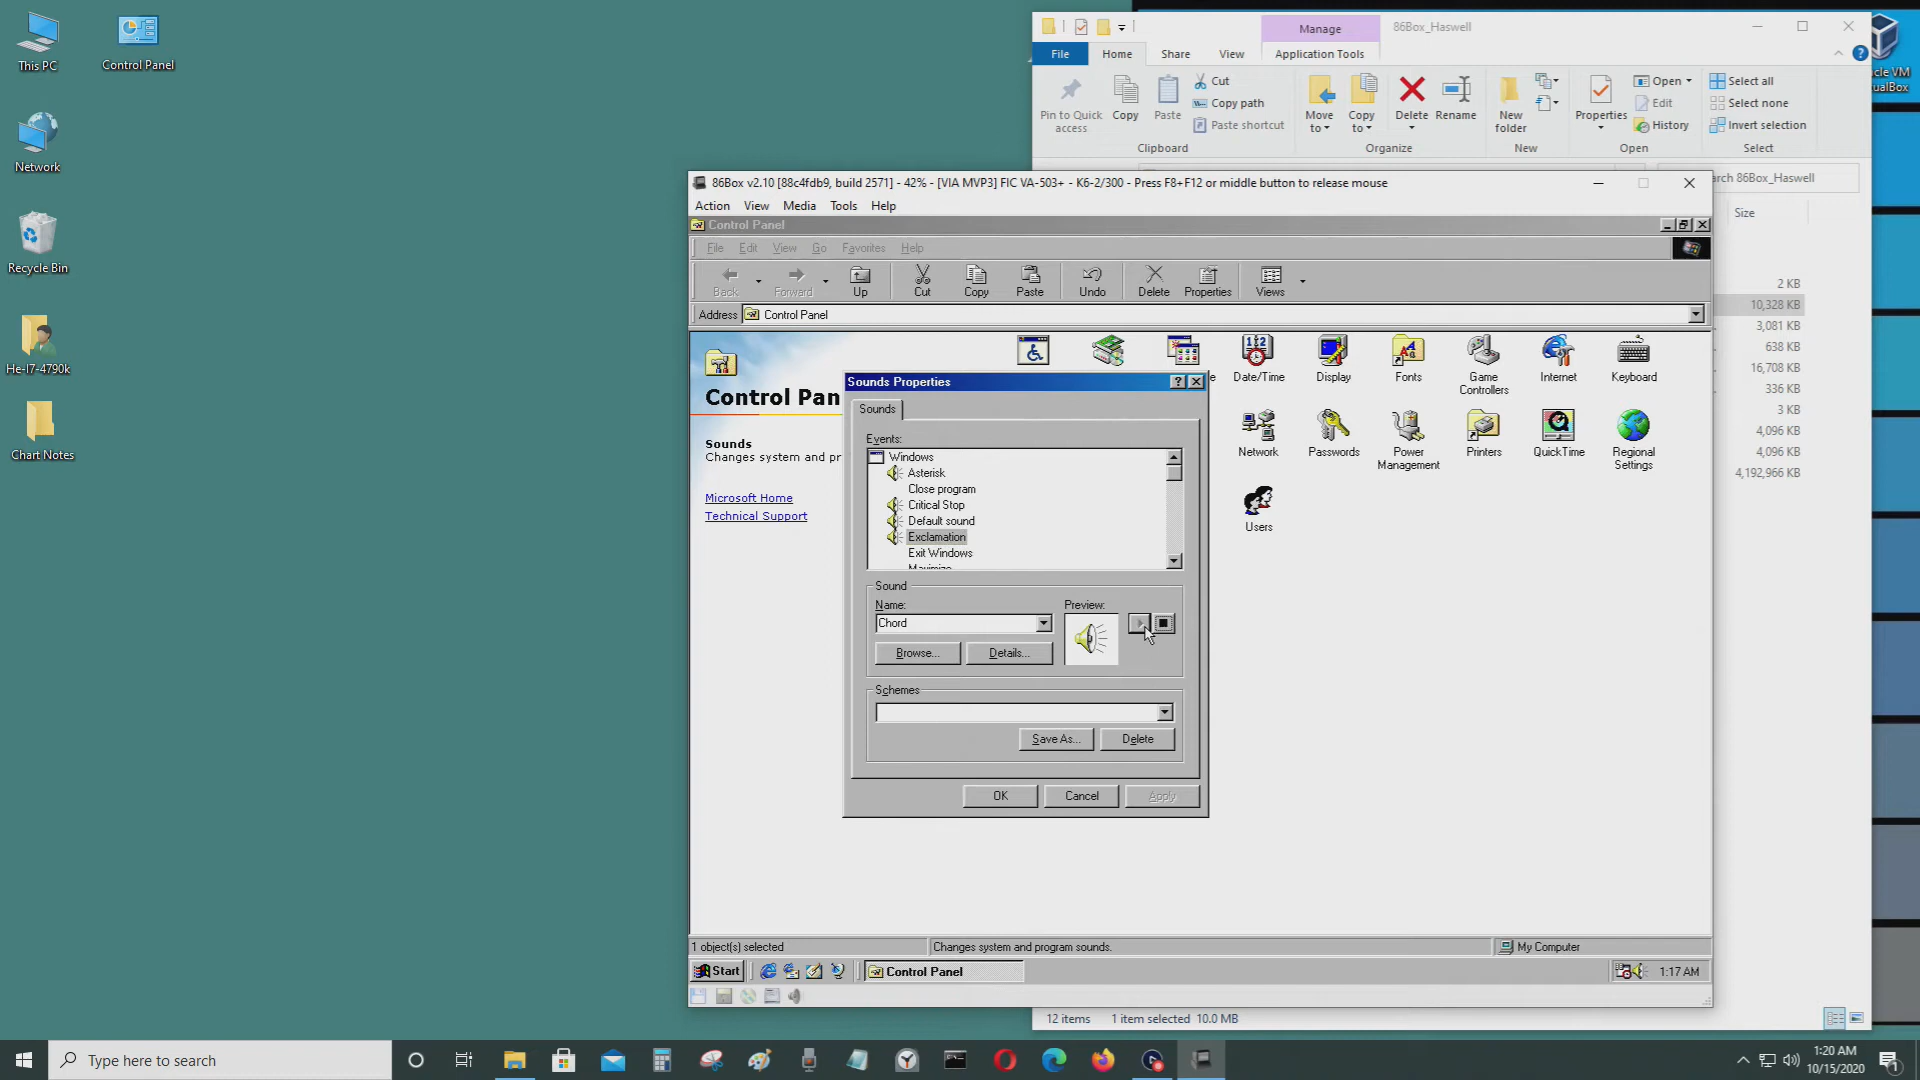 This PC
Control Panel
Network
Recycle Bin
He-I7-4790k
Chart Notes
Manage
86Box_Haswell
File
Home
Share
View
Application Tools
Pin to Quick access
Copy
Paste
Cut
Copy path
Paste shortcut
Move to
Copy to
Delete
Rename
New folder
Properties
Open
Edit
History
Select all
Select none
Invert selection
Clipboard
Organize
New
Open
Select
cle VM
ualBox
arch 86Box_Haswell
Size
2 KB
10,328 KB
3,081 KB
638 KB
16,708 KB
336 KB
3 KB
4,096 KB
4,096 KB
4,192,966 KB
86Box v2.10 [88c4fdb9, build 2571] - 42% - [VIA MVP3] FIC VA-503+ - K6-2/300 - Press F8+F12 or middle button to release mouse
Action View Media Tools Help
Control Panel
File Edit View Go Favorites Help
Back Forward Up Cut Copy Paste Undo Delete Properties Views
Address Control Panel
Control Pan
Sounds
Changes system and pr
Microsoft Home
Technical Support
Date/Time
Display
Fonts
Game Controllers
Internet
Keyboard
Network
Passwords
Power Management
Printers
QuickTime
Regional Settings
Users
Sounds Properties
Sounds
Events:
Windows
Asterisk
Close program
Critical Stop
Default sound
Exclamation
Exit Windows
Maximize
Sound
Name:
Preview:
Chord
Browse...
Details...
Schemes
Save As...
Delete
OK
Cancel
Apply
1 object(s) selected
Changes system and program sounds.
My Computer
Start
Control Panel
1:17 AM
12 items
1 item selected 10.0 MB
Type here to search
1:20 AM
10/15/2020
1